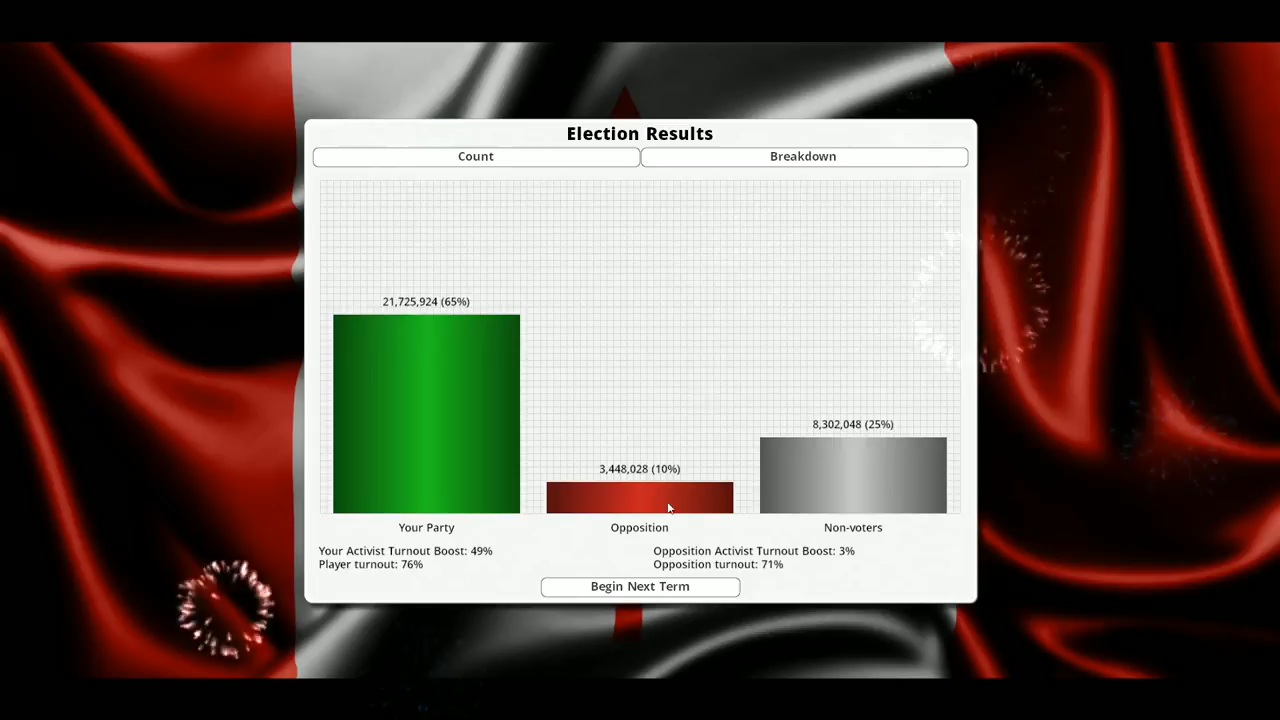 Election Results
Count
Breakdown
21,725,924 (65%)
8,302,048 (25%)
3,448,028 (10%)
Your Party
Opposition
Non-voters
Your Activist Turnout Boost: 49%
Opposition Activist Turnout Boost: 3%
Player turnout: 76%
Opposition turnout: 71%
Begin Next Term